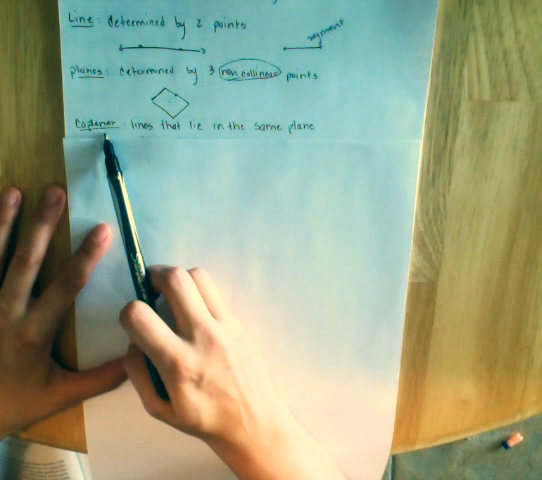 Line: determined by 2 points
segment
planes: determined by 3 non collinear points
Coplanar: lines that lie in the same plane